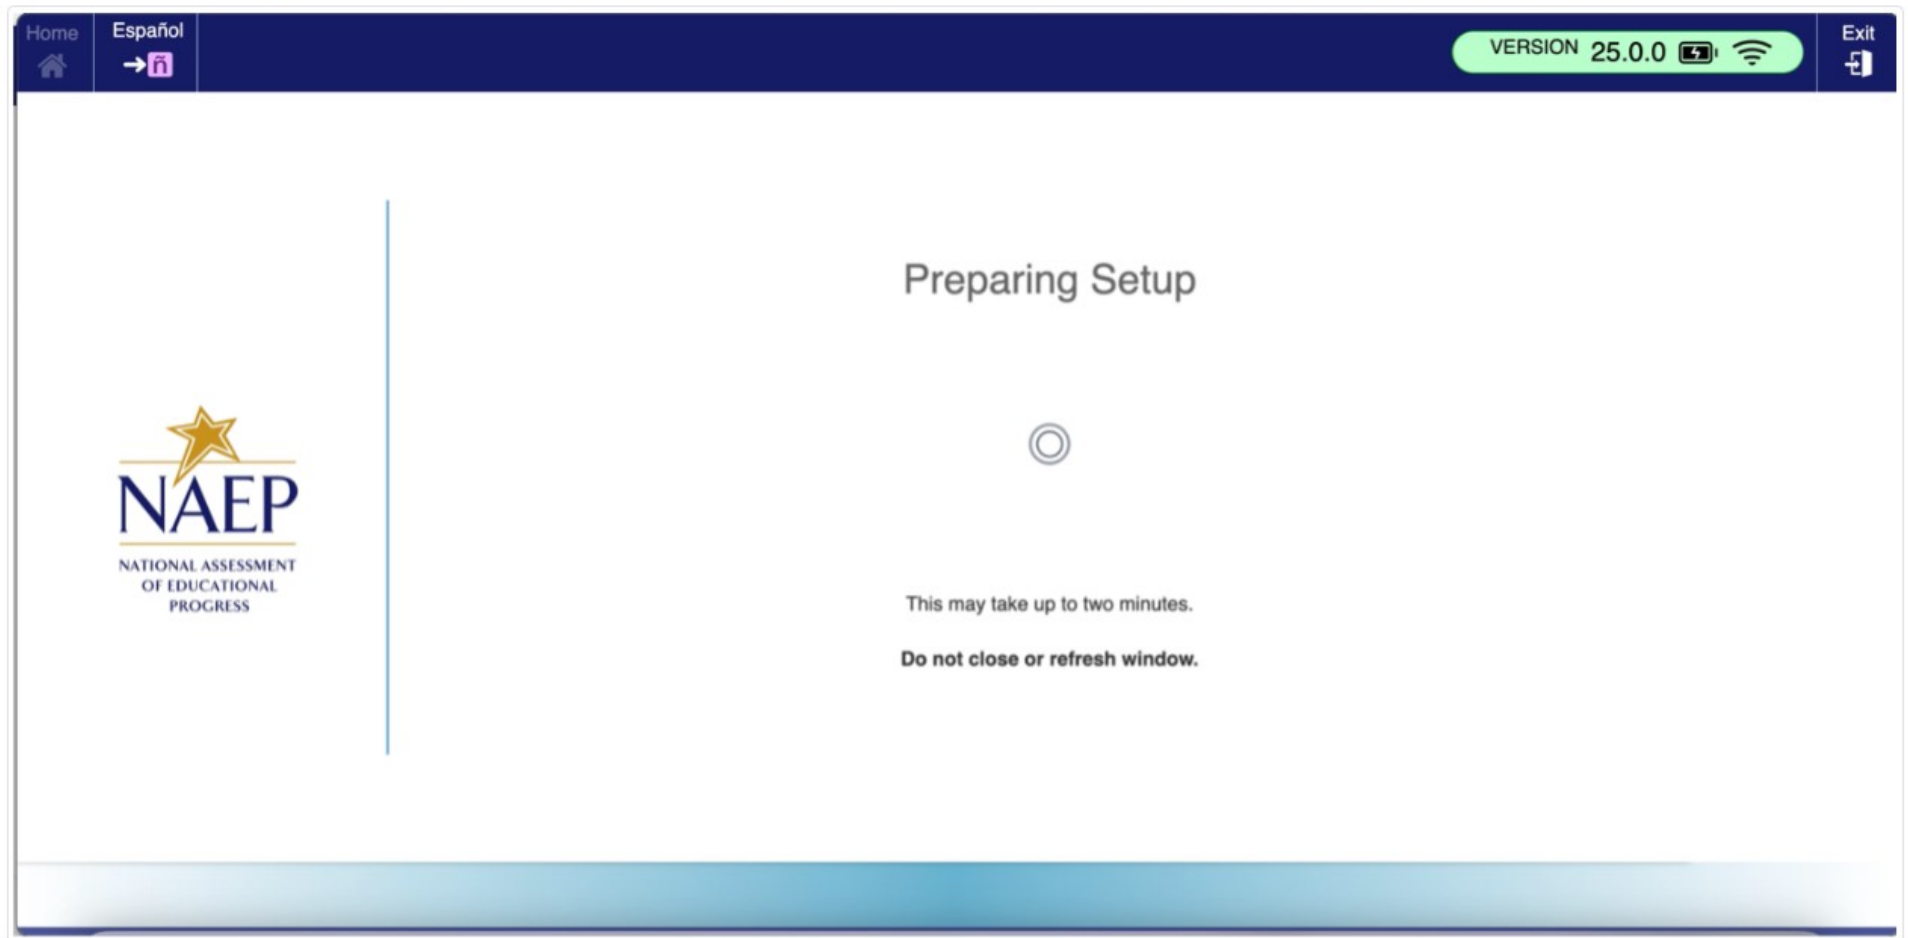 Home
Español
→ñ
VERSION 25.0.0
Exit
Preparing Setup
NAEP
NATIONAL ASSESSMENT
OF EDUCATIONAL
PROGRESS
This may take up to two minutes.
Do not close or refresh window.